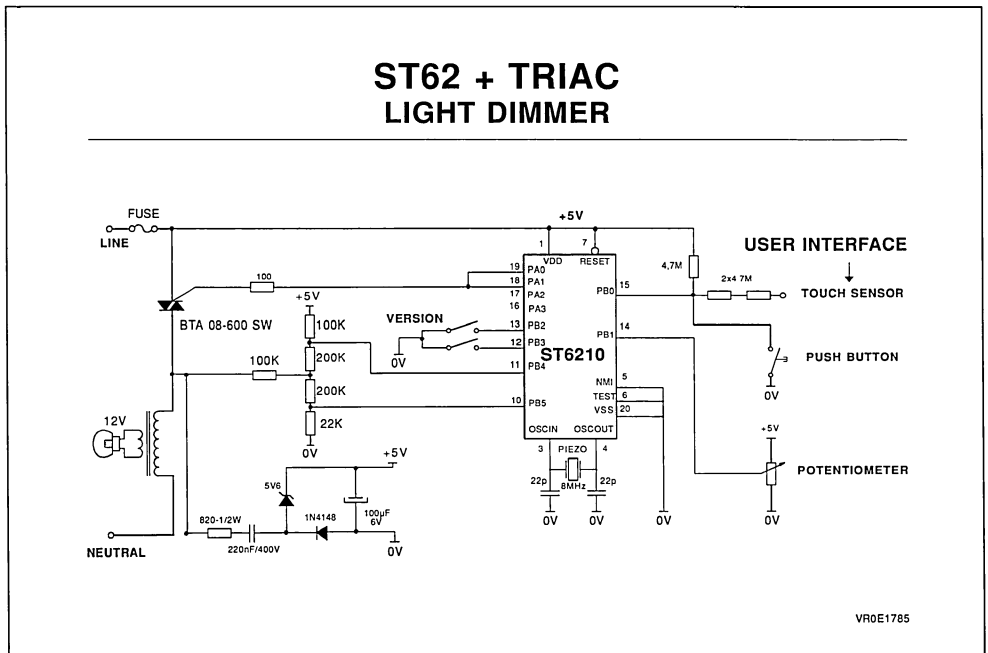 ST62 + TRIAC
LIGHT DIMMER
FUSE
LINE
+5V
1
7
VDD
RESET
USER INTERFACE
4,7M
2x4 7M
TOUCH SENSOR
100
19
PA0
18
PA1
17
PA2
16
PA3
PB0
15
BTA 08-600 SW
+5V
100K
VERSION
0V
13
PB2
12
PB3
ST6210
PB1
14
PUSH BUTTON
0V
100K
200K
200K
11
PB4
NMI
5
TEST
6
VSS
20
10
PB5
22K
0V
OSCIN
OSCOUT
12V
3
PIEZO
4
8MHz
22p
22p
0V
0V
0V
+5V
POTENTIOMETER
0V
+5V
5V6
1N4148
100µF
6V
0V
820-1/2W
220nF/400V
NEUTRAL
VR0E1785